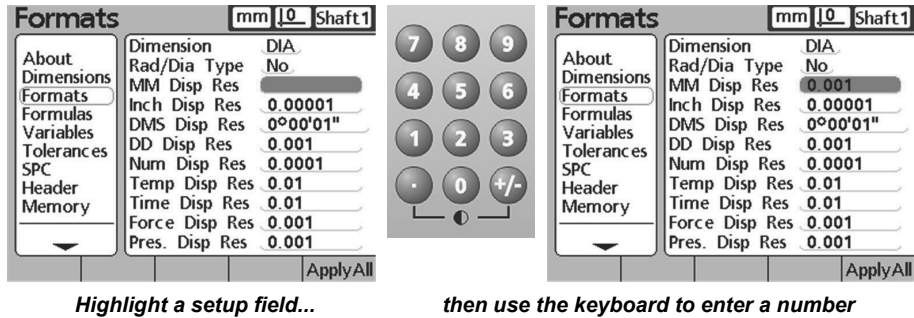 Formats
mm 0 Shaft1
About
Dimensions
Formats
Formulas
Variables
Tolerances
SPC
Header
Memory
Dimension DIA
Rad/Dia Type No
MM Disp Res
Inch Disp Res 0.00001
DMS Disp Res 0°00'01"
DD Disp Res 0.001
Num Disp Res 0.0001
Temp Disp Res 0.01
Time Disp Res 0.01
Force Disp Res 0.001
Pres. Disp Res 0.001
ApplyAll
7 8 9
4 5 6
1 2 3
. 0 +/-
Formats
mm 0 Shaft1
About
Dimensions
Formats
Formulas
Variables
Tolerances
SPC
Header
Memory
Dimension DIA
Rad/Dia Type No
MM Disp Res 0.001
Inch Disp Res 0.00001
DMS Disp Res 0°00'01"
DD Disp Res 0.001
Num Disp Res 0.0001
Temp Disp Res 0.01
Time Disp Res 0.01
Force Disp Res 0.001
Pres. Disp Res 0.001
ApplyAll
Highlight a setup field...
then use the keyboard to enter a number